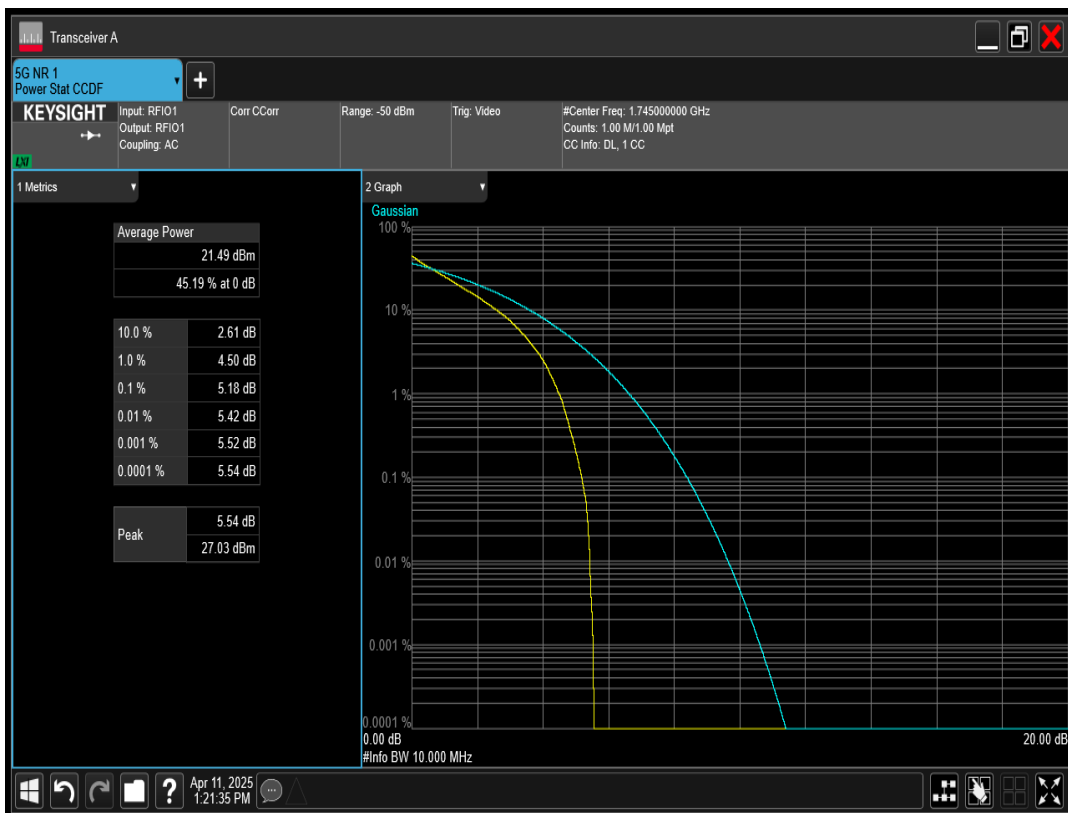 Transceiver A
5G NR 1
Power Stat CCDF
+
KEYSIGHT
LXI
Input: RFIO1
Output: RFIO1
Coupling: AC
Corr CCorr
Range: -50 dBm
Trig: Video
#Center Freq: 1.745000000 GHz
Counts: 1.00 M/1.00 Mpt
CC Info: DL, 1 CC
1 Metrics
Average Power
21.49 dBm
45.19 % at 0 dB
10.0 % 2.61 dB
1.0 % 4.50 dB
0.1 % 5.18 dB
0.01 % 5.42 dB
0.001 % 5.52 dB
0.0001 % 5.54 dB
Peak
5.54 dB
27.03 dBm
2 Graph
Gaussian
100 %
10 %
1 %
0.1 %
0.01 %
0.001 %
0.0001 %
0.00 dB 20.00 dB
#Info BW 10.000 MHz
?
Apr 11, 2025
1:21:35 PM